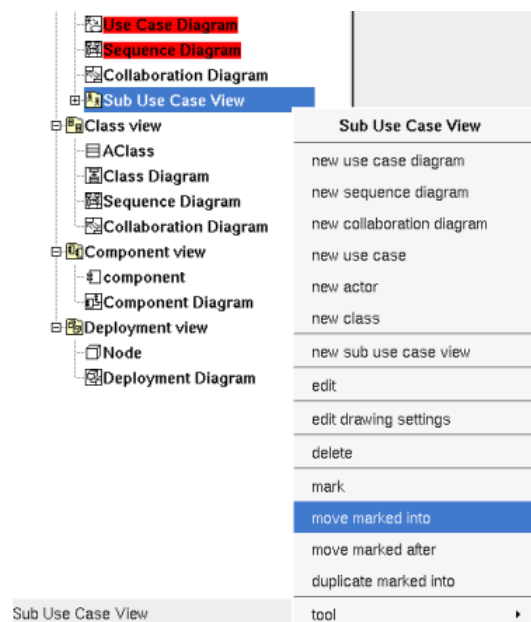 Use Case Diagram
Sequence Diagram
Collaboration Diagram
Sub Use Case View
Class view
AClass
Class Diagram
Sequence Diagram
Collaboration Diagram
Component view
component
Component Diagram
Deployment view
Node
Deployment Diagram
Sub Use Case View
new use case diagram
new sequence diagram
new collaboration diagram
new use case
new actor
new class
new sub use case view
edit
edit drawing settings
delete
mark
move marked into
move marked after
duplicate marked into
tool
Sub Use Case View